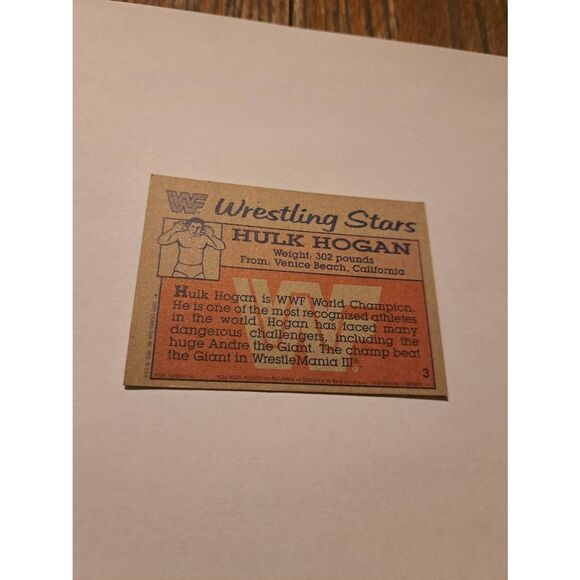 WF Wrestling Stars
HULK HOGAN
Weight: 302 pounds
From: Venice Beach, California
Hulk Hogan is WWF World Champion.
He is one of the most recognized athletes
in the world. Hogan has faced many
dangerous challengers, including the
huge Andre the Giant. The champ beat
the Giant in WrestleMania III®.
3